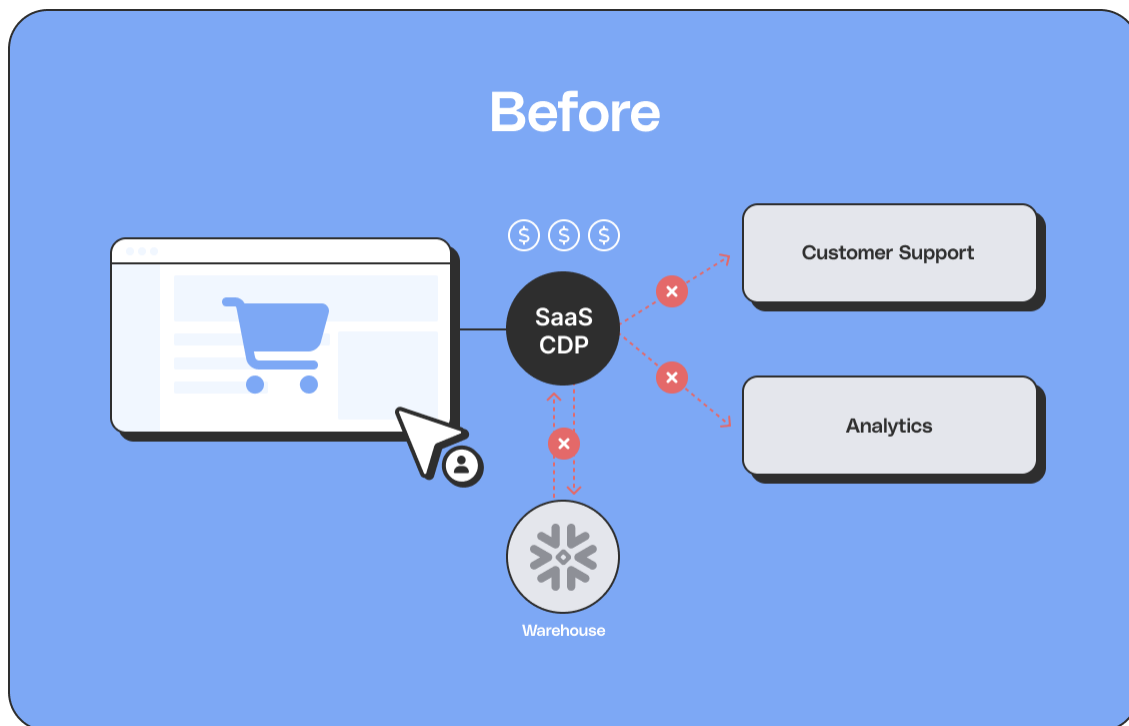 Before
$ $ $
SaaS
CDP
Customer Support
Analytics
Warehouse